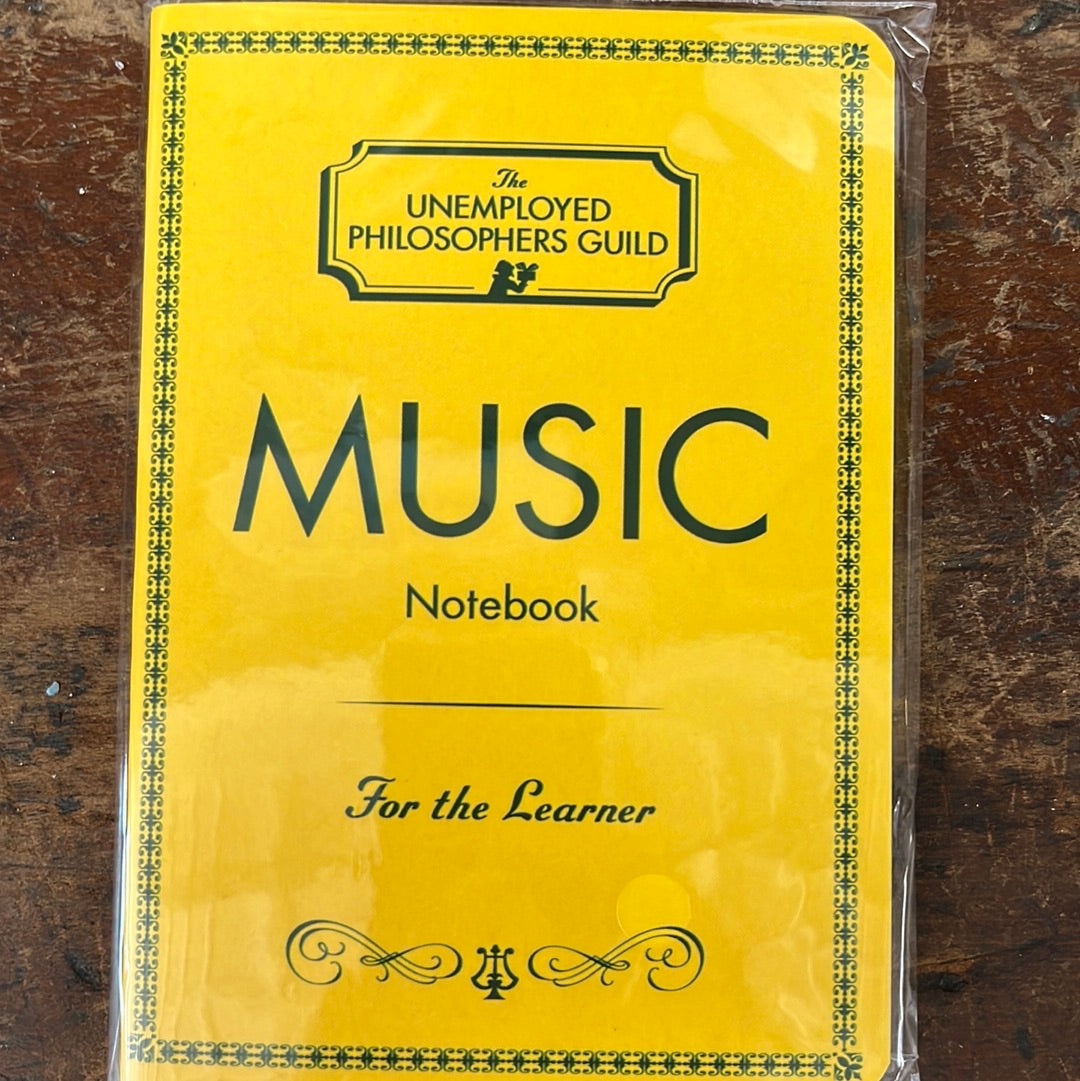 The
UNEMPLOYED
PHILOSOPHERS GUILD
MUSIC
Notebook
For the Learner